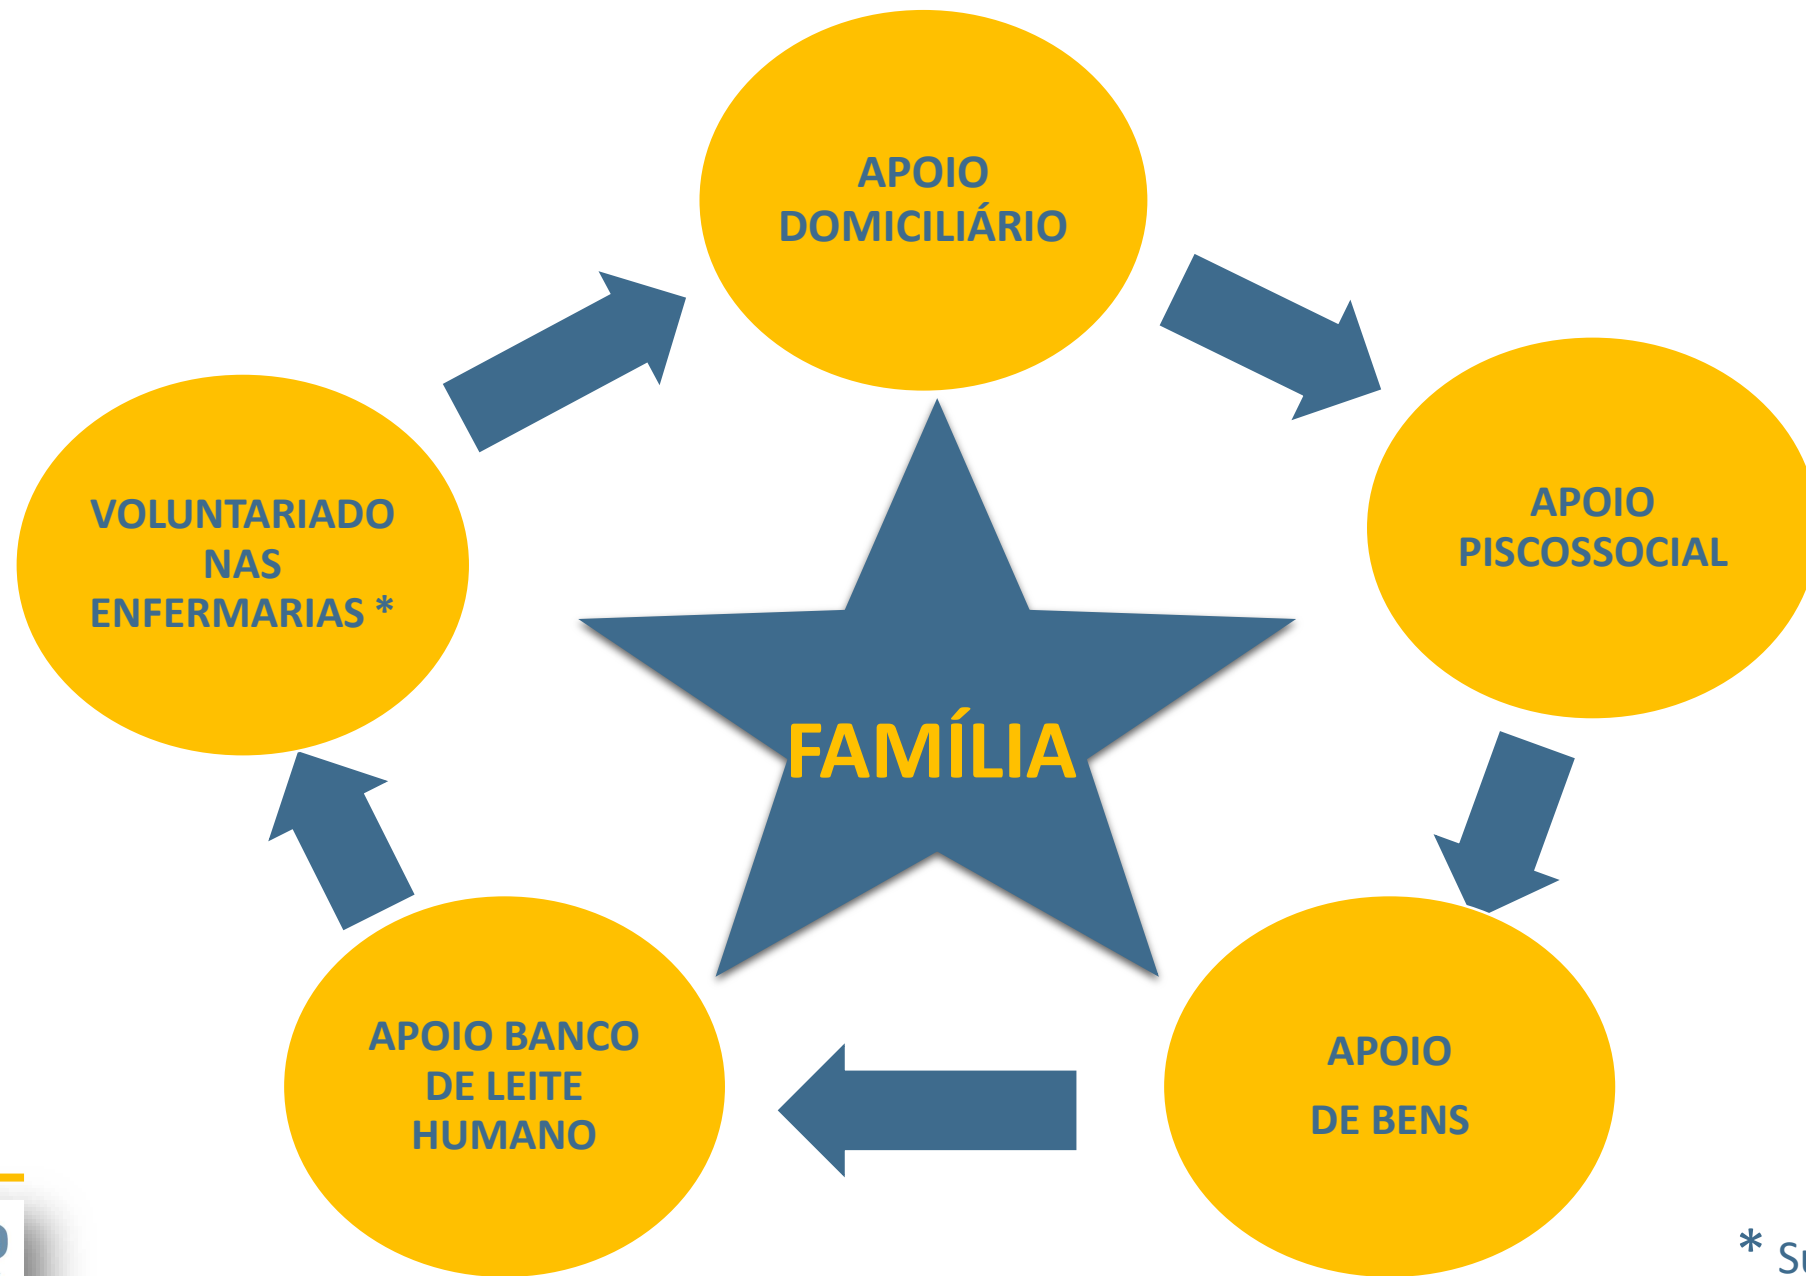 APOIO
DOMICILIÁRIO
APOIO
PISCOSSOCIAL
APOIO
DE BENS
APOIO BANCO
DE LEITE
HUMANO
VOLUNTARIADO
NAS
ENFERMARIAS *
FAMÍLIA
*